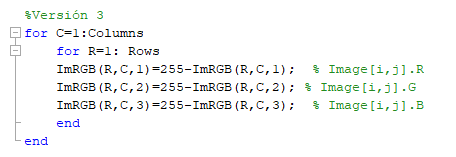 %Versión 3
for C=1:Columns
for R=1: Rows
ImRGB(R,C,1)=255-ImRGB(R,C,1);  % Image[i,j].R
ImRGB(R,C,2)=255-ImRGB(R,C,2); % Image[i,j].G
ImRGB(R,C,3)=255-ImRGB(R,C,3);  % Image[i,j].B
end
end